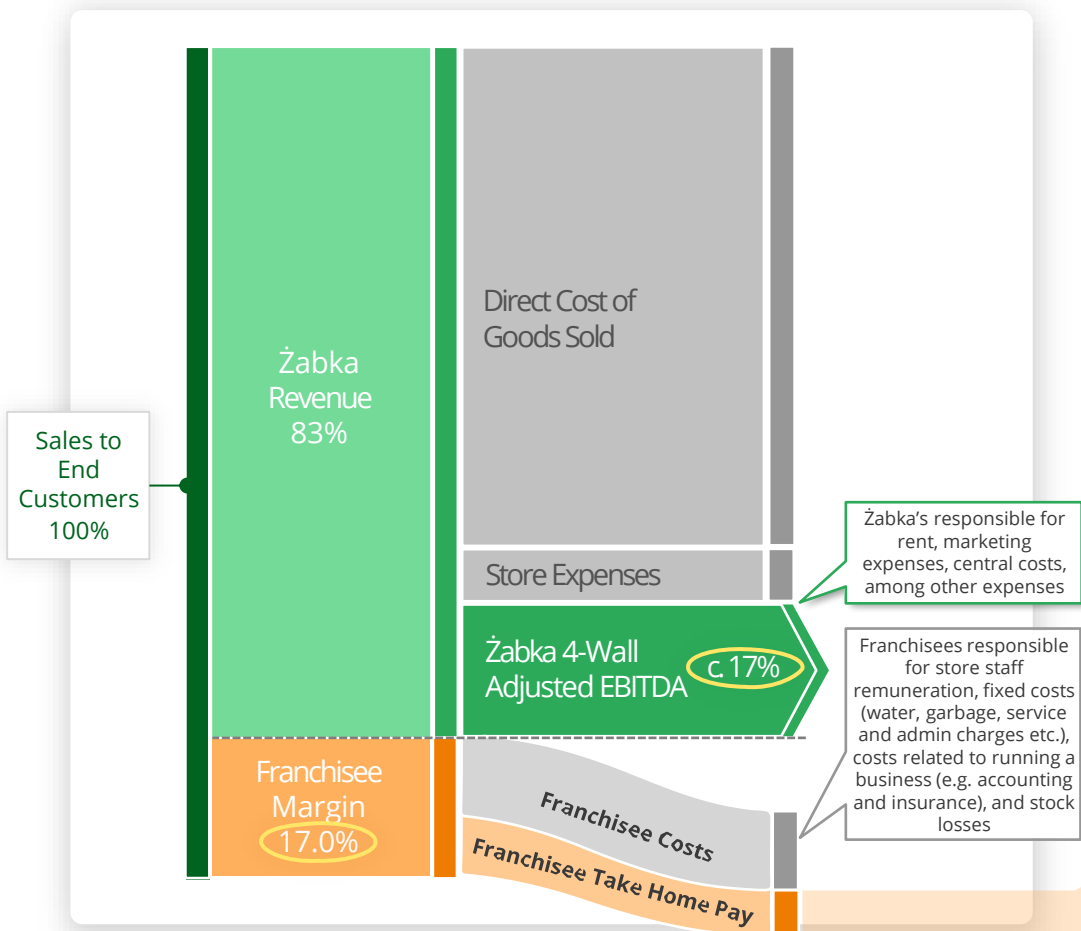 Sales to
End
Customers
100%
Żabka
Revenue
83%
Franchisee
Margin
17.0%
Direct Cost of
Goods Sold
Store Expenses
Żabka 4-Wall
Adjusted EBITDA
c. 17%
Franchisee Costs
Franchisee Take Home Pay
Żabka's responsible for
rent, marketing
expenses, central costs,
among other expenses
Franchisees responsible
for store staff
remuneration, fixed costs
(water, garbage, service
and admin charges etc.),
costs related to running a
business (e.g. accounting
and insurance), and stock
losses